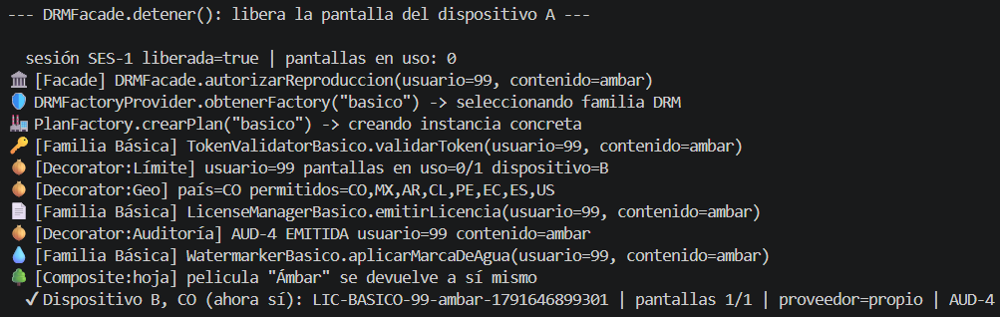 --- DRMFacade.detener(): libera la pantalla del dispositivo A ---
sesión SES-1 liberada=true | pantallas en uso: 0
🏛️ [Facade] DRMFacade.autorizarReproduccion(usuario=99, contenido=ambar)
🛡️ DRMFactoryProvider.obtenerFactory("basico") -> seleccionando familia DRM
🏭 PlanFactory.crearPlan("basico") -> creando instancia concreta
🔑 [Familia Básica] TokenValidatorBasico.validarToken(usuario=99, contenido=ambar)
🧅 [Decorator:Límite] usuario=99 pantallas en uso=0/1 dispositivo=B
🧅 [Decorator:Geo] país=CO permitidos=CO,MX,AR,CL,PE,EC,ES,US
📄 [Familia Básica] LicenseManagerBasico.emitirLicencia(usuario=99, contenido=ambar)
🧅 [Decorator:Auditoría] AUD-4 EMITIDA usuario=99 contenido=ambar
💧 [Familia Básica] WatermarkerBasico.aplicarMarcaDeAgua(usuario=99, contenido=ambar)
🌳 [Composite:hoja] pelicula "Ámbar" se devuelve a sí mismo
✔ Dispositivo B, CO (ahora sí): LIC-BASICO-99-ambar-1791646899301 | pantallas 1/1 | proveedor=propio | AUD-4